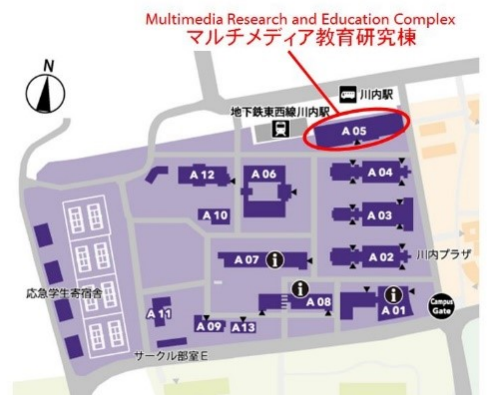 Multimedia Research and Education Complex
マルチメディア教育研究棟
N
川内駅
地下鉄東西線川内駅
A 05
A 12
A 06
A 04
A 10
A 03
A 07
A 02
川内プラザ
応急学生寄宿舎
A 11
A 08
A 01
Campus
Gate
A 09
A 13
サークル部室E